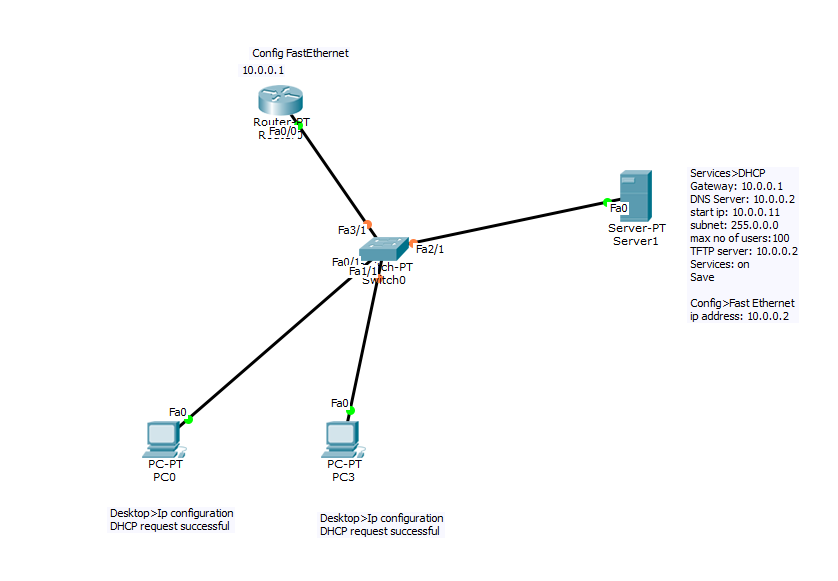 Config FastEthernet
10.0.0.1
Router-PT
Fa0/0
Services>DHCP
Gateway: 10.0.0.1
DNS Server: 10.0.0.2
start ip: 10.0.0.11
subnet: 255.0.0.0
max no of users:100
TFTP server: 10.0.0.2
Services: on
Save
Config>Fast Ethernet
ip address: 10.0.0.2
Fa0
Server-PT
Server1
Fa3/1
Fa2/1
Fa0/1
Fa1/1
Switch0
Fa0
PC-PT
PC0
Fa0
PC-PT
PC3
Desktop>Ip configuration
DHCP request successful
Desktop>Ip configuration
DHCP request successful